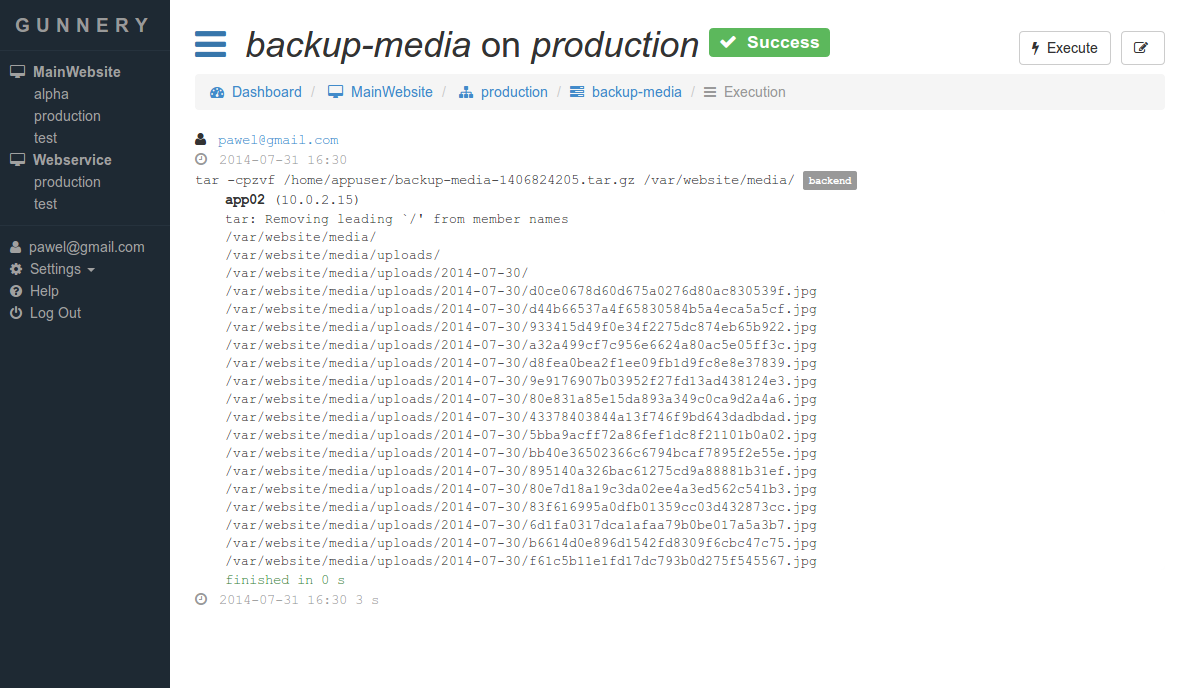 GUNNERY
MainWebsite
alpha
production
test
Webservice
production
test
pawel@gmail.com
Settings
Help
Log Out
backup-media on production Success
Execute
Dashboard / MainWebsite / production / backup-media / Execution
pawel@gmail.com
2014-07-31 16:30
tar -cpzvf /home/appuser/backup-media-1406824205.tar.gz /var/website/media/ backend
app02 (10.0.2.15)
tar: Removing leading `/' from member names
/var/website/media/
/var/website/media/uploads/
/var/website/media/uploads/2014-07-30/
/var/website/media/uploads/2014-07-30/d0ce0678d60d675a0276d80ac830539f.jpg
/var/website/media/uploads/2014-07-30/d44b66537a4f65830584b5a4eca5a5cf.jpg
/var/website/media/uploads/2014-07-30/933415d49f0e34f2275dc874eb65b922.jpg
/var/website/media/uploads/2014-07-30/a32a499cf7c956e6624a80ac5e05ff3c.jpg
/var/website/media/uploads/2014-07-30/d8fea0bea2f1ee09fb1d9fc8e8e37839.jpg
/var/website/media/uploads/2014-07-30/9e9176907b03952f27fd13ad438124e3.jpg
/var/website/media/uploads/2014-07-30/80e831a85e15da893a349c0ca9d2a4a6.jpg
/var/website/media/uploads/2014-07-30/43378403844a13f746f9bd643dadbdad.jpg
/var/website/media/uploads/2014-07-30/5bba9acff72a86fef1dc8f21101b0a02.jpg
/var/website/media/uploads/2014-07-30/bb40e36502366c6794bcaf7895f2e55e.jpg
/var/website/media/uploads/2014-07-30/895140a326bac61275cd9a88881b31ef.jpg
/var/website/media/uploads/2014-07-30/80e7d18a19c3da02ee4a3ed562c541b3.jpg
/var/website/media/uploads/2014-07-30/83f616995a0dfb01359cc03d432873cc.jpg
/var/website/media/uploads/2014-07-30/6d1fa0317dca1afaa79b0be017a5a3b7.jpg
/var/website/media/uploads/2014-07-30/b6614d0e896d1542fd8309f6cbc47c75.jpg
/var/website/media/uploads/2014-07-30/f61c5b11e1fd17dc793b0d275f545567.jpg
finished in 0 s
2014-07-31 16:30 3 s